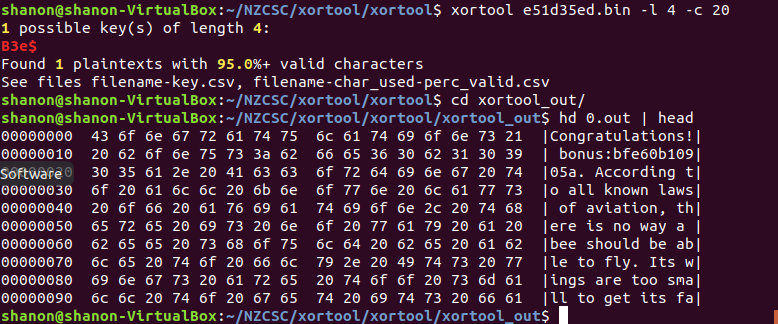 shanon@shanon-VirtualBox:~/NZCSC/xortool/xortool$ xortool e51d35ed.bin -l 4 -c 20
1 possible key(s) of length 4:
B3e$
Found 1 plaintexts with 95.0%+ valid characters
See files filename-key.csv, filename-char_used-perc_valid.csv
shanon@shanon-VirtualBox:~/NZCSC/xortool/xortool$ cd xortool_out/
shanon@shanon-VirtualBox:~/NZCSC/xortool/xortool/xortool_out$ hd 0.out | head
00000000 43 6f 6e 67 72 61 74 75 6c 61 74 69 6f 6e 73 21 |Congratulations!|
00000010 20 62 6f 6e 75 73 3a 62 66 65 36 30 62 31 30 39 | bonus:bfe60b109|
Software 30 35 61 2e 20 41 63 63 6f 72 64 69 6e 67 20 74 |05a. According t|
00000030 6f 20 61 6c 6c 20 6b 6e 6f 77 6e 20 6c 61 77 73 |o all known laws|
00000040 20 6f 66 20 61 76 69 61 74 69 6f 6e 2c 20 74 68 | of aviation, th|
00000050 65 72 65 20 69 73 20 6e 6f 20 77 61 79 20 61 20 |ere is no way a |
00000060 62 65 65 20 73 68 6f 75 6c 64 20 62 65 20 61 62 |bee should be ab|
00000070 6c 65 20 74 6f 20 66 6c 79 2e 20 49 74 73 20 77 |le to fly. Its w|
00000080 69 6e 67 73 20 61 72 65 20 74 6f 6f 20 73 6d 61 |ings are too sma|
00000090 6c 6c 20 74 6f 20 67 65 74 20 69 74 73 20 66 61 |ll to get its fa|
shanon@shanon-VirtualBox:~/NZCSC/xortool/xortool/xortool_out$